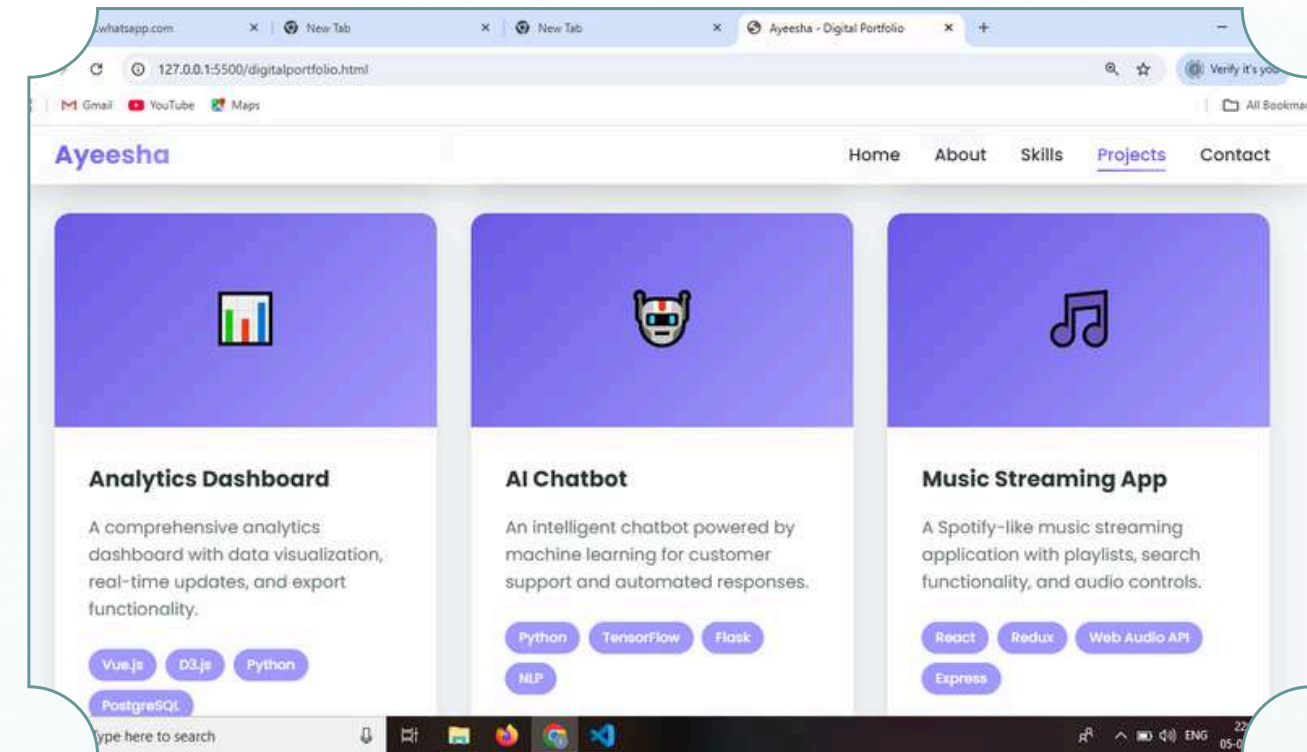 .whatsapp.com
New Tab
New Tab
Ayeesha - Digital Portfolio
127.0.0.1:5500/digitalportfolio.html
Verify it's you
Gmail
YouTube
Maps
All Bookma
Ayeesha
Home
About
Skills
Projects
Contact
Analytics Dashboard
A comprehensive analytics
dashboard with data visualization,
real-time updates, and export
functionality.
Vue.js
D3.js
Python
PostgreSQL
AI Chatbot
An intelligent chatbot powered by
machine learning for customer
support and automated responses.
Python
TensorFlow
Flask
NLP
Music Streaming App
A Spotify-like music streaming
application with playlists, search
functionality, and audio controls.
React
Redux
Web Audio API
Express
ype here to search
ENG